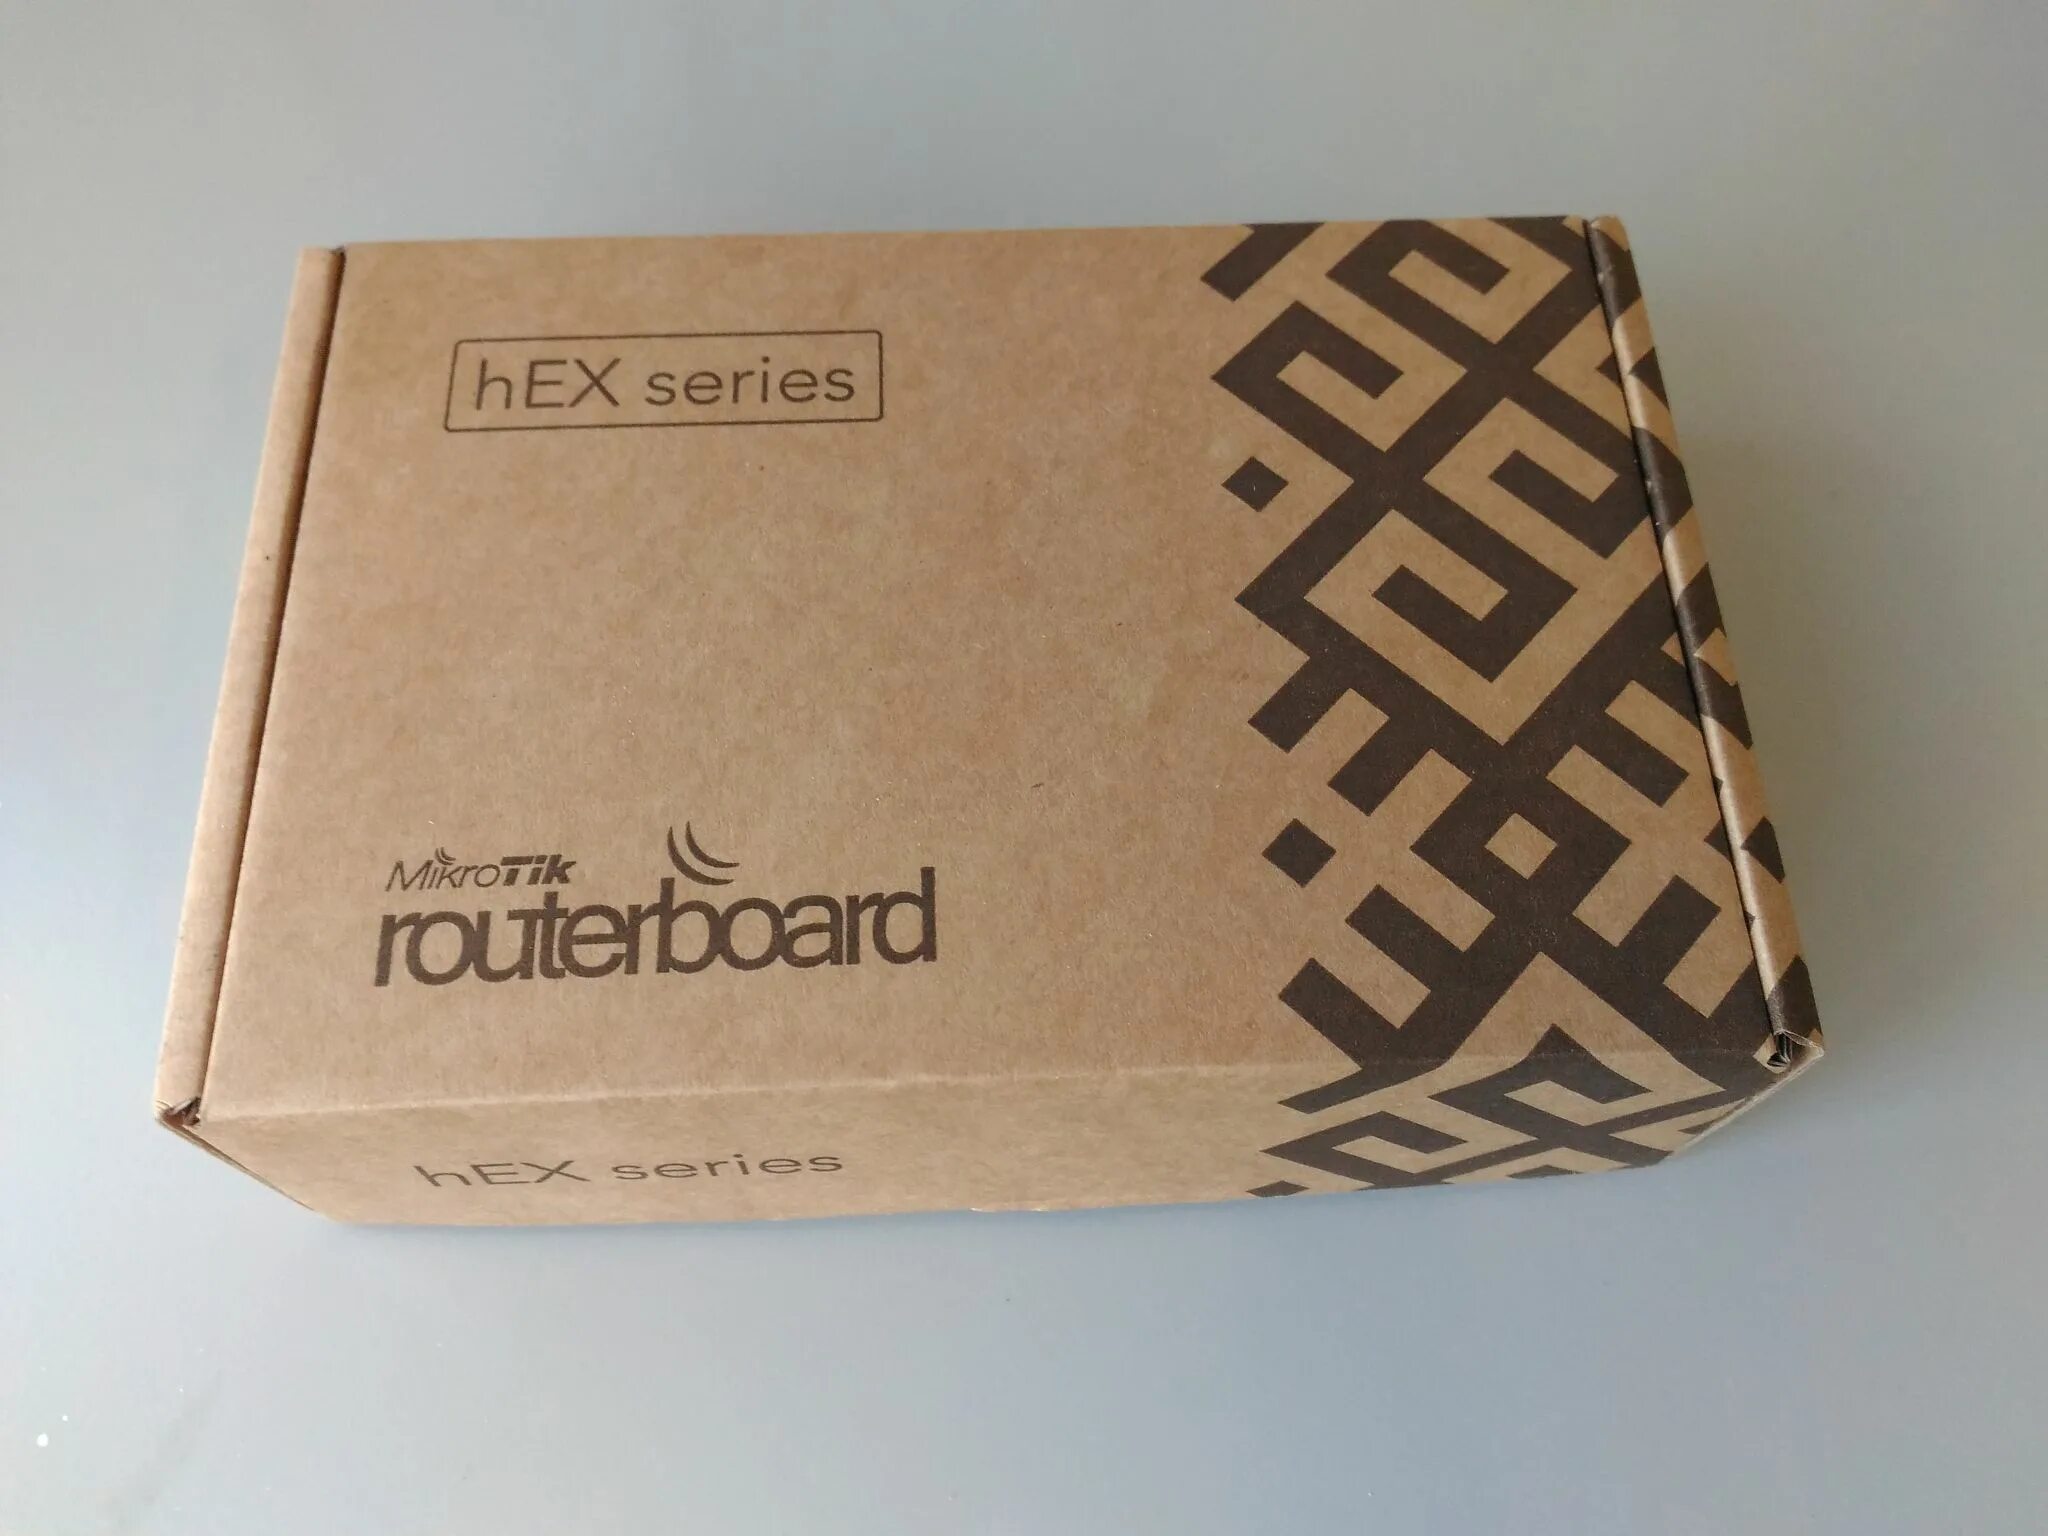 hEX series
MikroTik
routerboard
hEX series